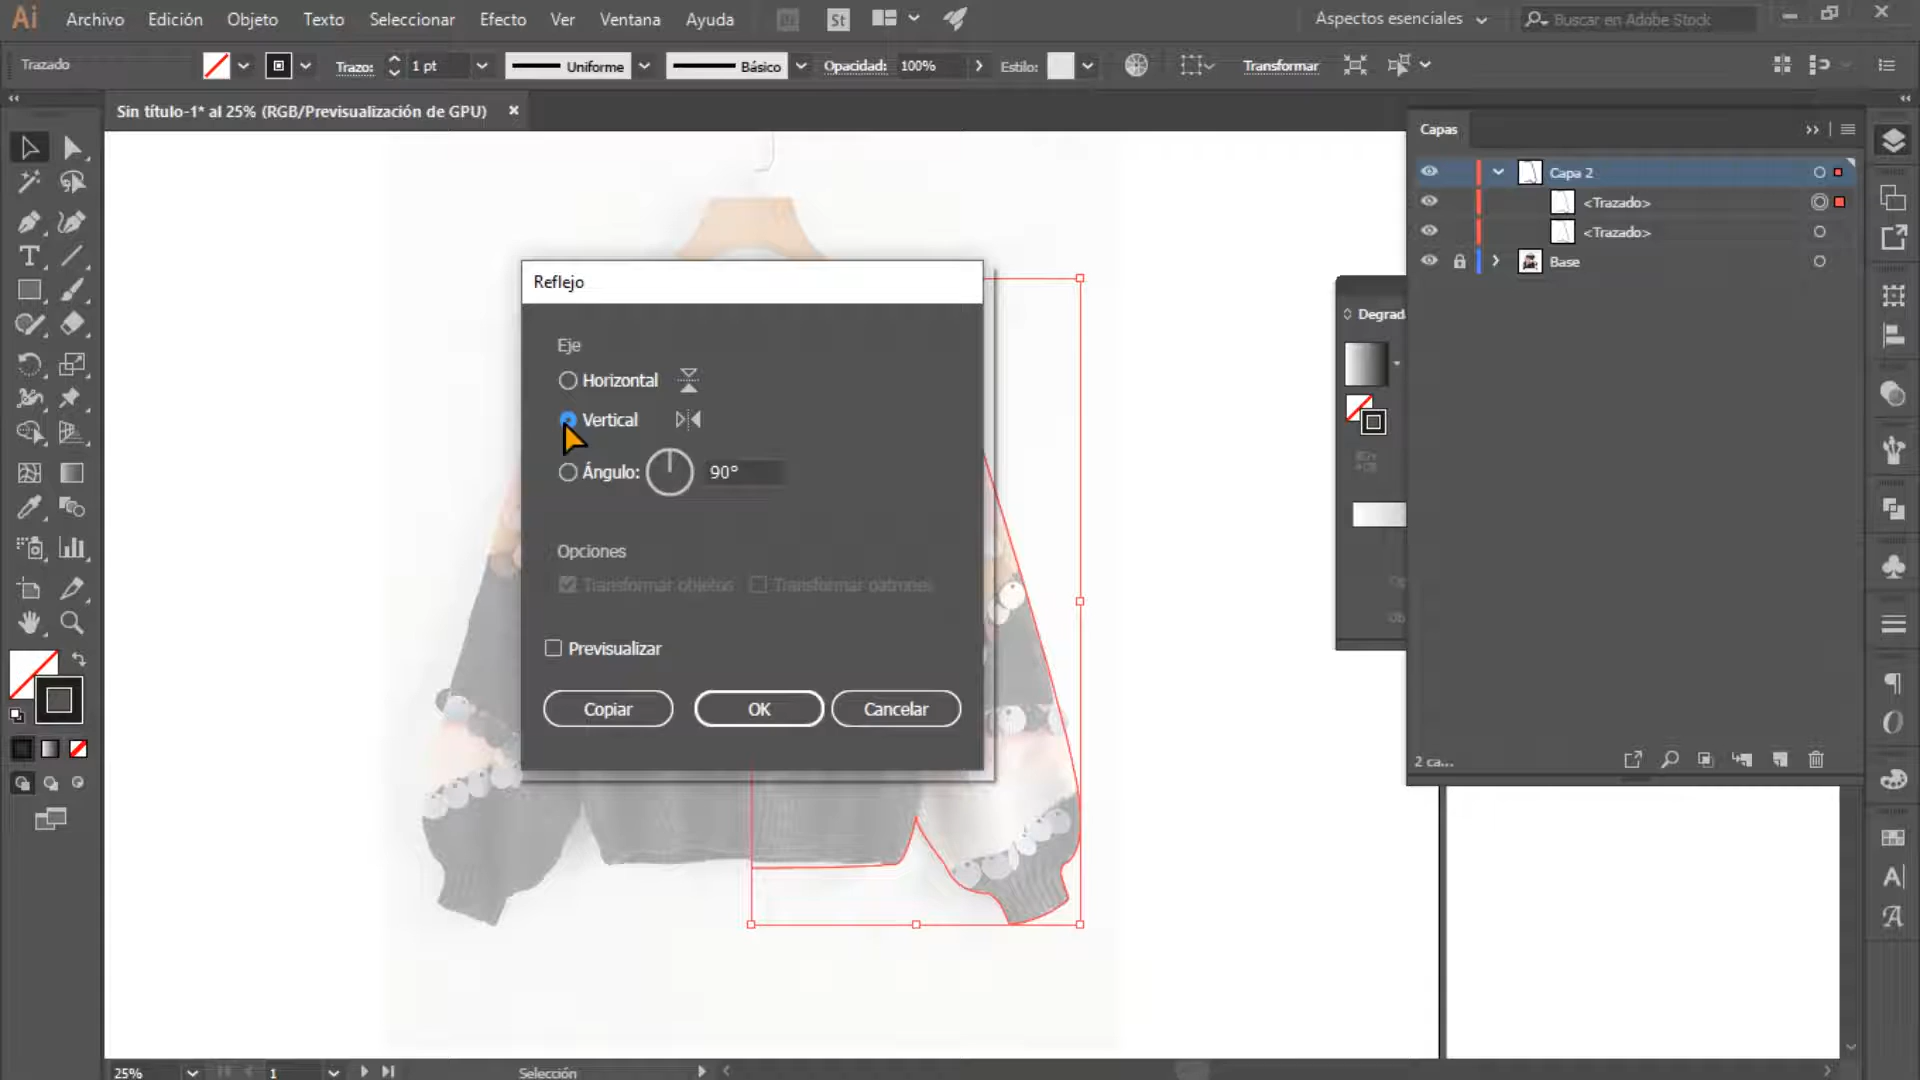 Ai Archivo Edición Objeto Texto Seleccionar Efecto Ver Ventana Ayuda Br St Aspectos esenciales Buscar en Adobe Stock
Trazado Trazo: 1 pt Uniforme Básico Opacidad: 100% Estilo: Transformar
Sin título-1* al 25% (RGB/Previsualización de GPU)
Capas
Capa 2
<Trazado>
<Trazado>
Base
Reflejo
Degrad
Eje
Horizontal
Vertical
Ángulo: 90°
Opciones
Transformar objetos Transformar patrones
Previsualizar
Copiar OK Cancelar
2 ca...
25% 1 Selección